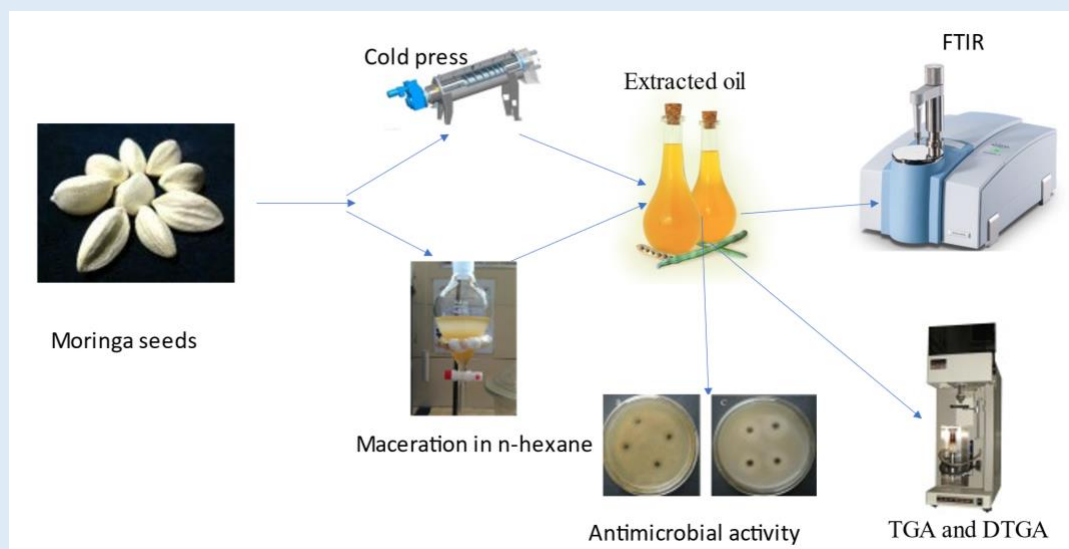 Cold press
FTIR
Extracted oil
Moringa seeds
Maceration in n-hexane
Antimicrobial activity
TGA and DTGA